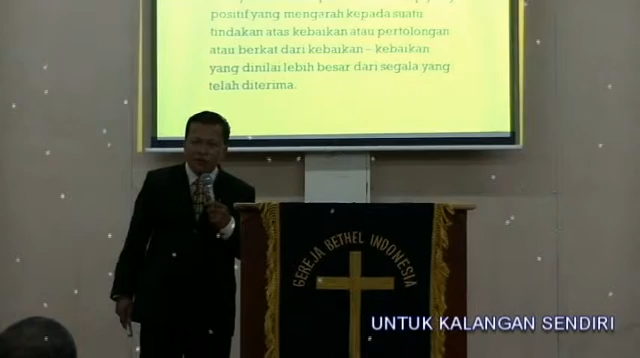 positif yang mengarah kepada suatu
tindakan atas kebaikan atau pertolongan
atau berkat dari kebaikan – kebaikan
yang dinilai lebih besar dari segala yang
telah diterima.
GEREJA BETHEL INDONESIA
UNTUK KALANGAN SENDIRI